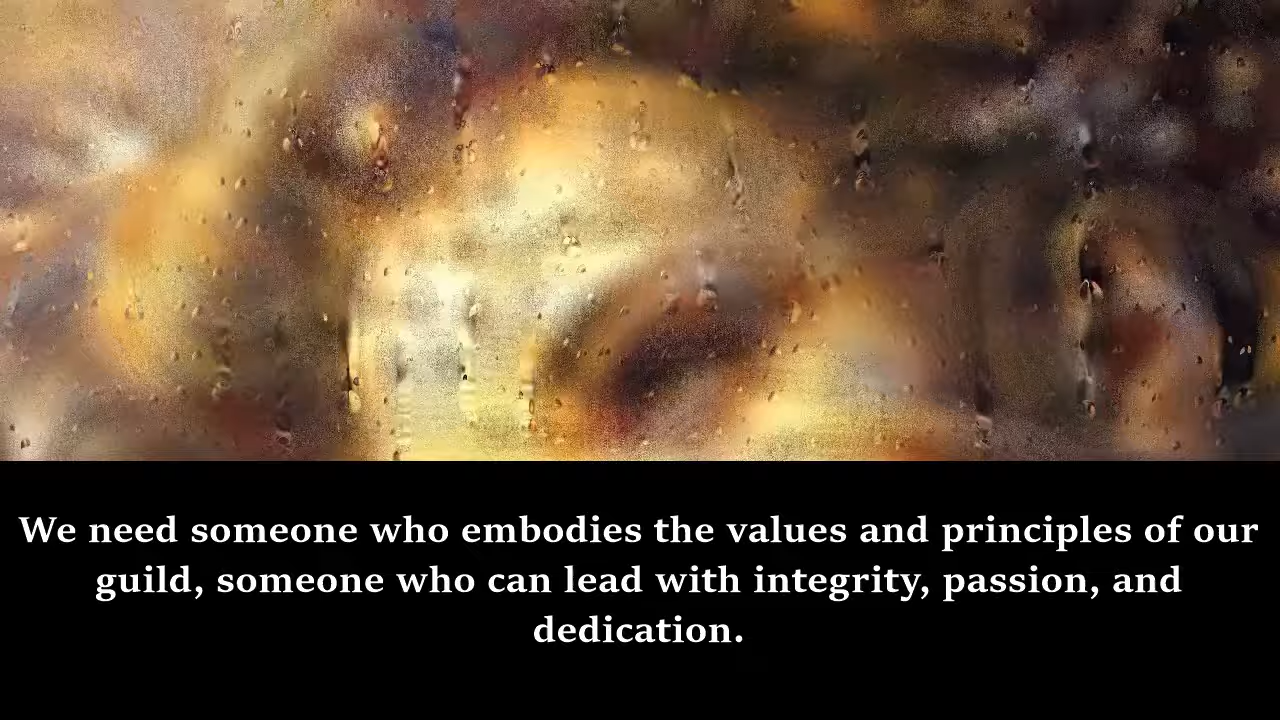 We need someone who embodies the values and principles of our
guild, someone who can lead with integrity, passion, and
dedication.